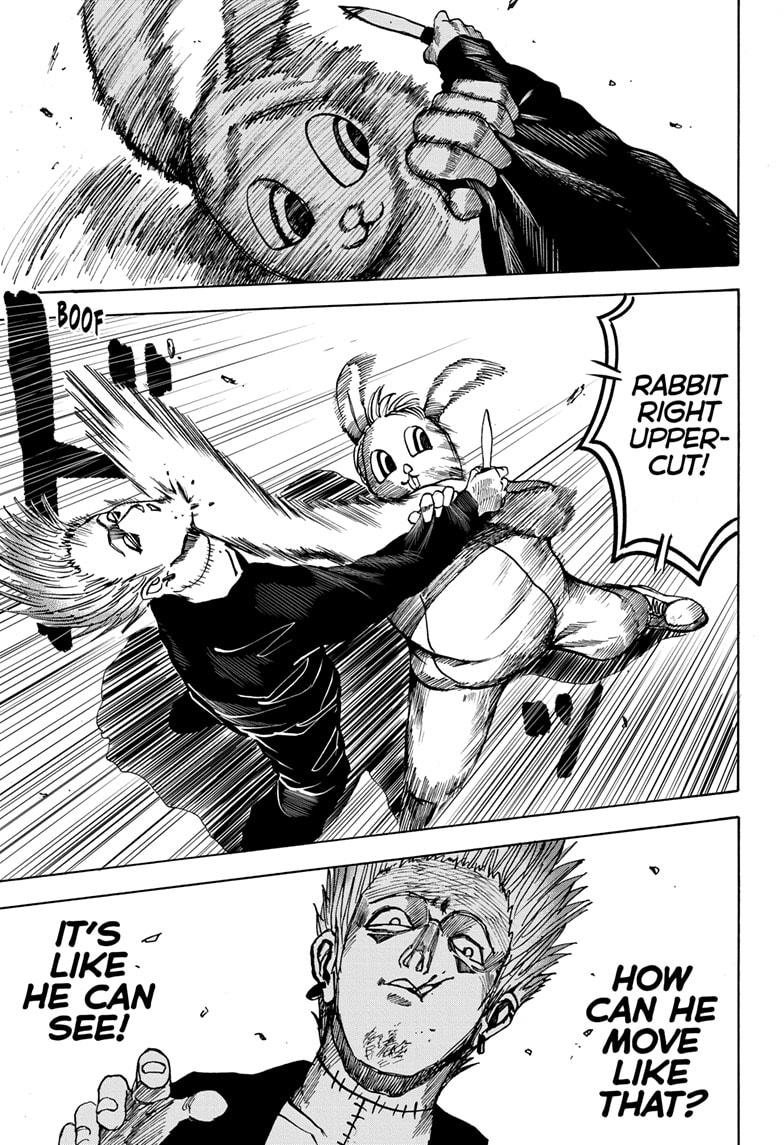 BOOF
RABBIT
RIGHT
UPPER-
CUT!
HOW
CAN HE
MOVE
LIKE
THAT?
IT'S
LIKE
HE CAN
SEE!